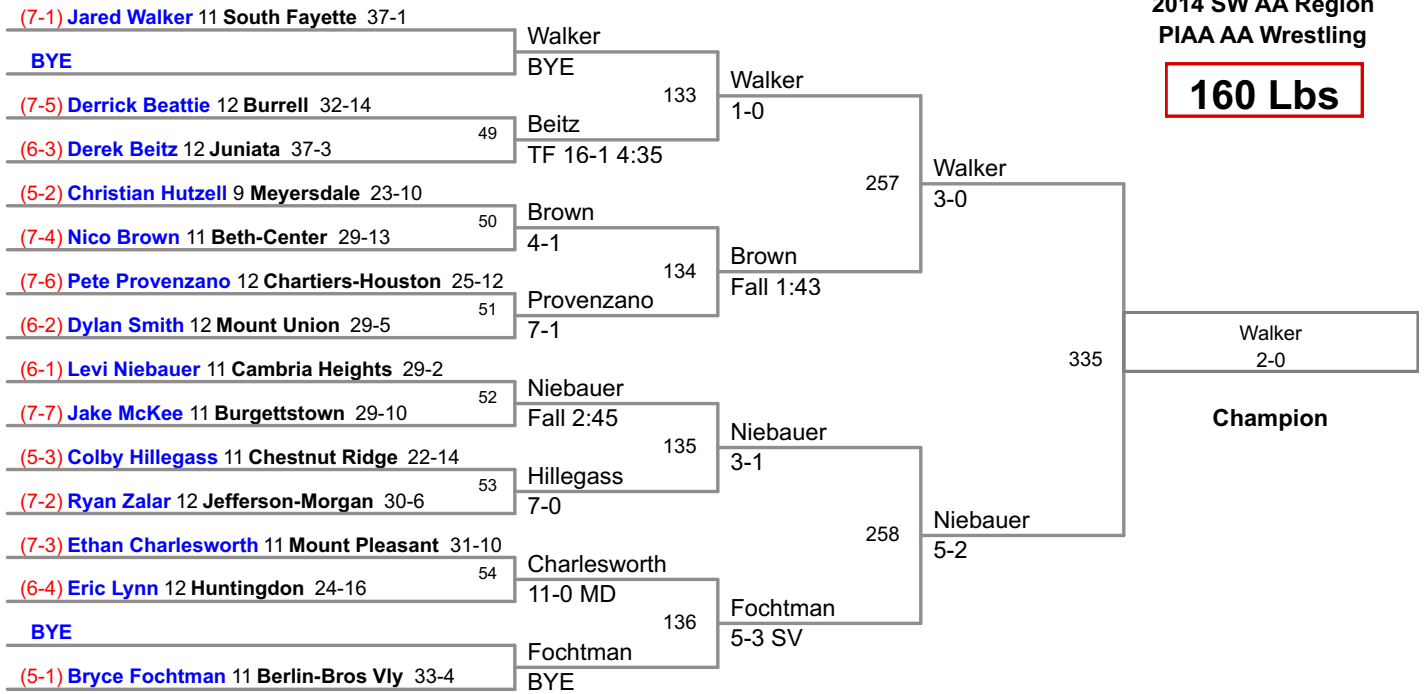 2014 SW AA Region
PIAA AA Wrestling
160 Lbs
(7-1) Jared Walker 11 South Fayette 37-1
BYE
(7-5) Derrick Beattie 12 Burrell 32-14
(6-3) Derek Beitz 12 Juniata 37-3
(5-2) Christian Hutzell 9 Meyersdale 23-10
(7-4) Nico Brown 11 Beth-Center 29-13
(7-6) Pete Provenzano 12 Chartiers-Houston 25-12
(6-2) Dylan Smith 12 Mount Union 29-5
(6-1) Levi Niebauer 11 Cambria Heights 29-2
(7-7) Jake McKee 11 Burgettstown 29-10
(5-3) Colby Hillegass 11 Chestnut Ridge 22-14
(7-2) Ryan Zalar 12 Jefferson-Morgan 30-6
(7-3) Ethan Charlesworth 11 Mount Pleasant 31-10
(6-4) Eric Lynn 12 Huntingdon 24-16
BYE
(5-1) Bryce Fochtman 11 Berlin-Bros Vly 33-4
49
50
51
52
53
54
Walker
BYE
Beitz
TF 16-1 4:35
Brown
4-1
Provenzano
7-1
Niebauer
Fall 2:45
Hillegass
7-0
Charlesworth
11-0 MD
Fochtman
BYE
133
134
135
136
Walker
1-0
Brown
Fall 1:43
Niebauer
3-1
Fochtman
5-3 SV
257
258
Walker
3-0
Niebauer
5-2
335
Walker
2-0
Champion